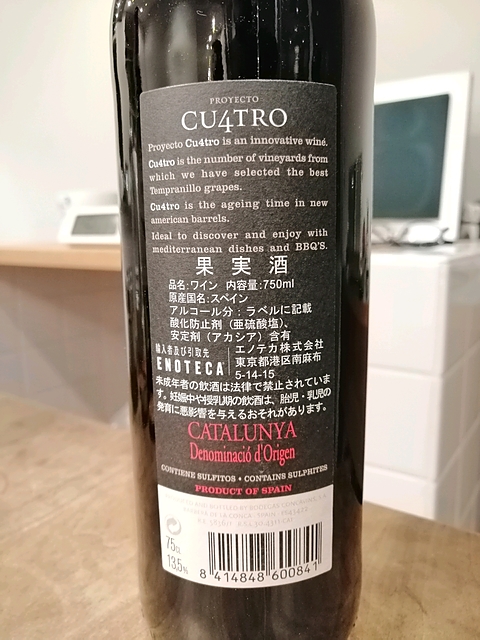 PROYECTO
CU4TRO
Proyecto Cu4tro is an innovative wine.
Cu4tro is the number of vineyards from
which we have selected the best
Tempranillo grapes.
Cu4tro is the ageing time in new
american barrels.
Ideal to discover and enjoy with
mediterranean dishes and BBQ'S.
果実酒
品名:ワイン 内容量:750ml
原産国名:スペイン
アルコール分:ラベルに記載
酸化防止剤(亜硫酸塩)、
安定剤(アカシア)含有
輸入者及び引取先
ENOTECA
エノテカ株式会社
東京都港区南麻布
5-14-15
未成年者の飲酒は法律で禁止されていま
す。妊娠中や授乳期の飲酒は、胎児・乳児の
発育に悪影響を与えるおそれがあります。
CATALUNYA
Denominació d'Origen
CONTIENE SULFITOS • CONTAINS SULPHITES
PRODUCT OF SPAIN
75cl.
13,5%
8 414848 600841